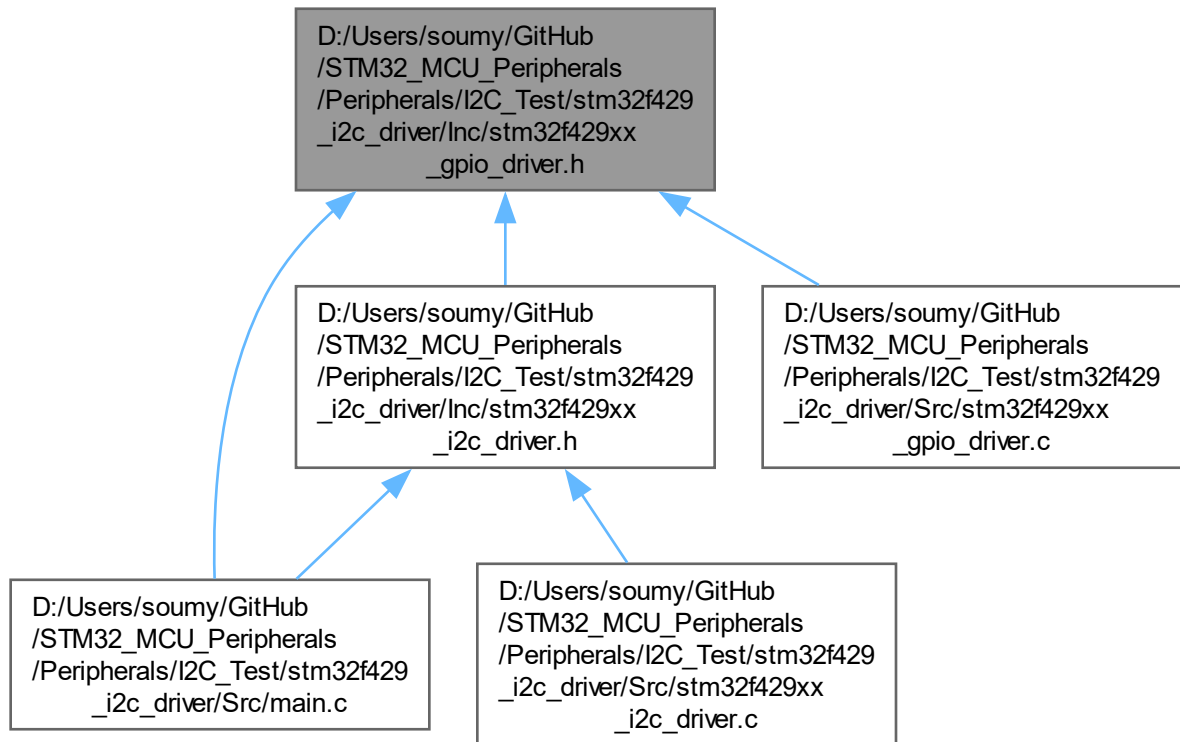 D:/Users/soumy/GitHub
/STM32_MCU_Peripherals
/Peripherals/I2C_Test/stm32f429
_i2c_driver/Inc/stm32f429xx
_gpio_driver.h
D:/Users/soumy/GitHub
/STM32_MCU_Peripherals
/Peripherals/I2C_Test/stm32f429
_i2c_driver/Inc/stm32f429xx
_i2c_driver.h
D:/Users/soumy/GitHub
/STM32_MCU_Peripherals
/Peripherals/I2C_Test/stm32f429
_i2c_driver/Src/stm32f429xx
_gpio_driver.c
D:/Users/soumy/GitHub
/STM32_MCU_Peripherals
/Peripherals/I2C_Test/stm32f429
_i2c_driver/Src/main.c
D:/Users/soumy/GitHub
/STM32_MCU_Peripherals
/Peripherals/I2C_Test/stm32f429
_i2c_driver/Src/stm32f429xx
_i2c_driver.c